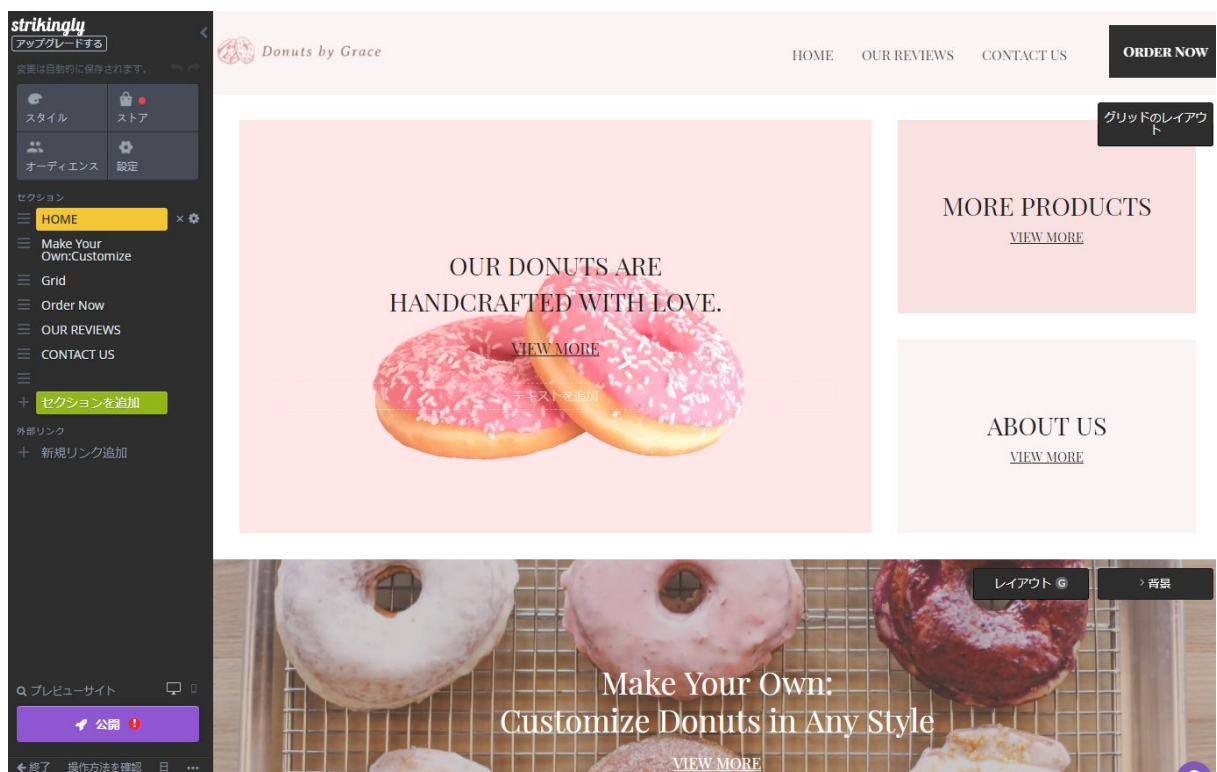 strikingly
アップグレードする
変更は自動的に保存されます。
スタイル
ストア
オーディエンス
設定
セクション
HOME
Make Your
Own:Customize
Grid
Order Now
OUR REVIEWS
CONTACT US
セクションを追加
外部リンク
新規リンク追加
プレビューサイト
公開
終了 操作方法を確認 日 ...
Donuts by Grace
HOME OUR REVIEWS CONTACT US ORDER NOW
グリッドのレイアウ
ト
OUR DONUTS ARE
HANDCRAFTED WITH LOVE.
VIEW MORE
テキストを追加
MORE PRODUCTS
VIEW MORE
ABOUT US
VIEW MORE
レイアウト G
背景
Make Your Own:
Customize Donuts in Any Style
VIEW MORE